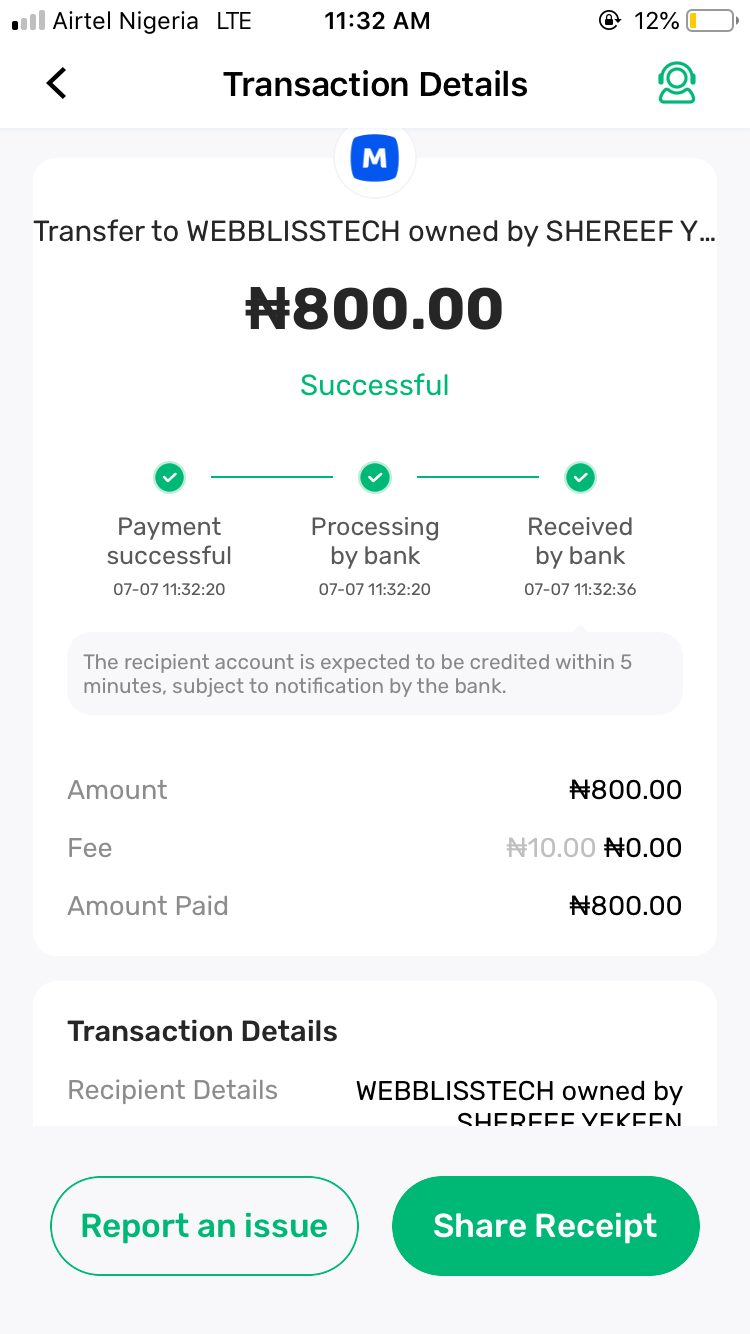 Airtel Nigeria LTE 11:32 AM 12%
Transaction Details
M
Transfer to WEBBLISSTECH owned by SHEREEF Y...
₦800.00
Successful
Payment successful
07-07 11:32:20
Processing by bank
07-07 11:32:20
Received by bank
07-07 11:32:36
The recipient account is expected to be credited within 5
minutes, subject to notification by the bank.
Amount ₦800.00
Fee ₦10.00 ₦0.00
Amount Paid ₦800.00
Transaction Details
Recipient Details WEBBLISSTECH owned by
SHEREEF YEKEEN
Report an issue Share Receipt